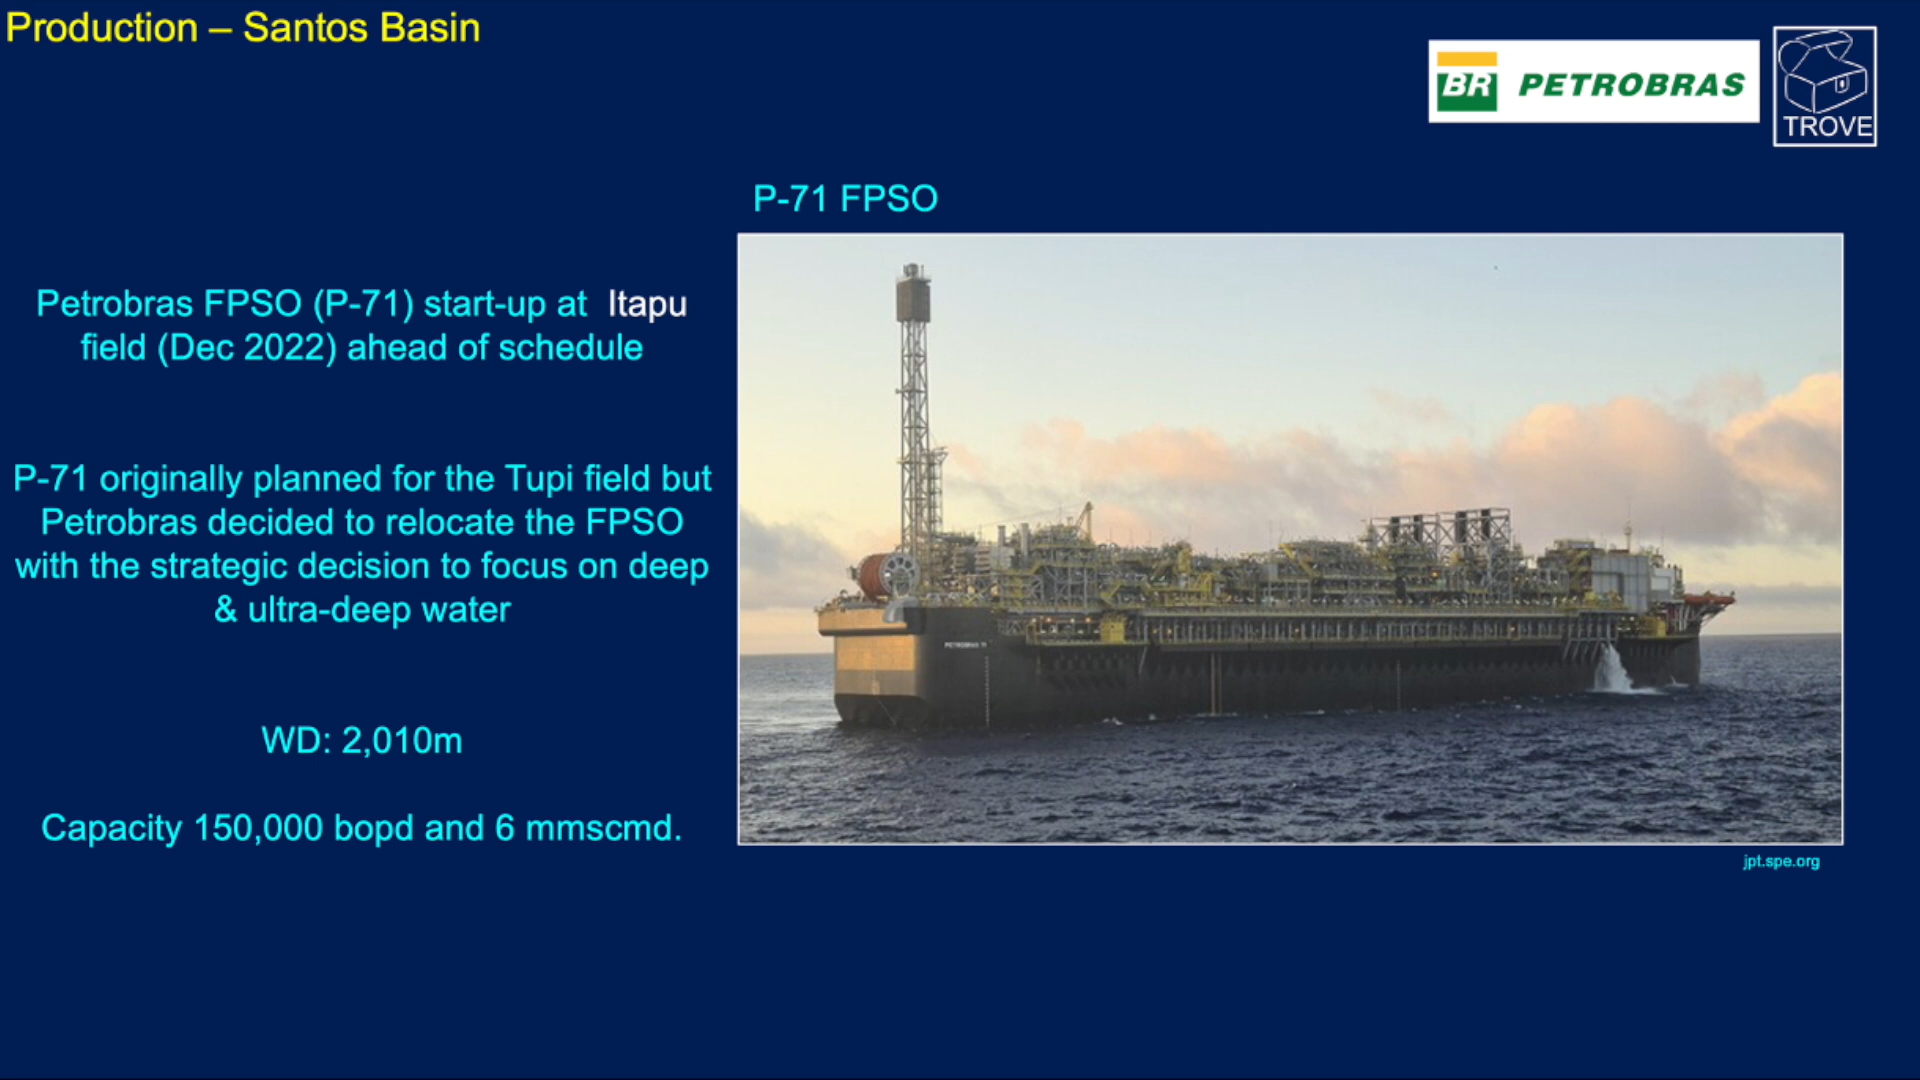 Production – Santos Basin
BR PETROBRAS
TROVE
P-71 FPSO
Petrobras FPSO (P-71) start-up at Itapu
field (Dec 2022) ahead of schedule
P-71 originally planned for the Tupi field but
Petrobras decided to relocate the FPSO
with the strategic decision to focus on deep
& ultra-deep water
WD: 2,010m
Capacity 150,000 bopd and 6 mmscmd.
PETROBRAS 71
jpt.spe.org